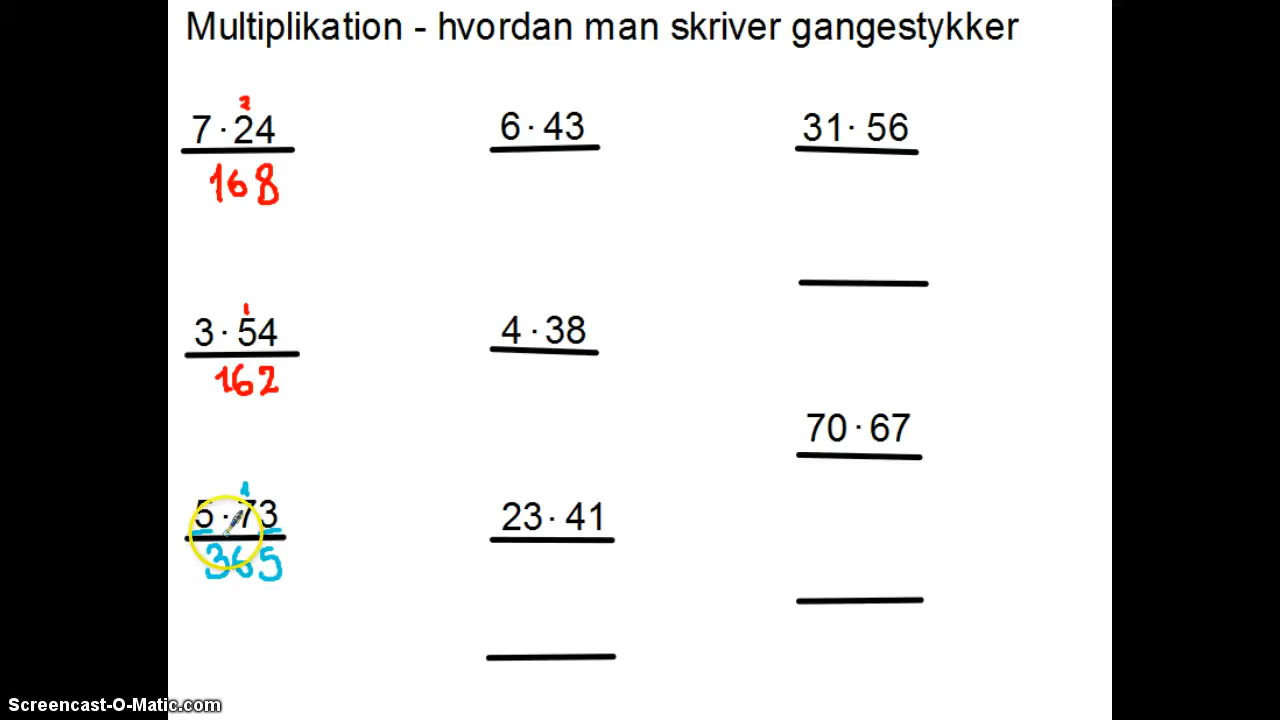 Multiplikation - hvordan man skriver gangestykker
2
7 · 24
168
6 · 43
31 · 56
1
3 · 54
162
4 · 38
70 · 67
1
5 · 73
365
23 · 41
Screencast-O-Matic.com